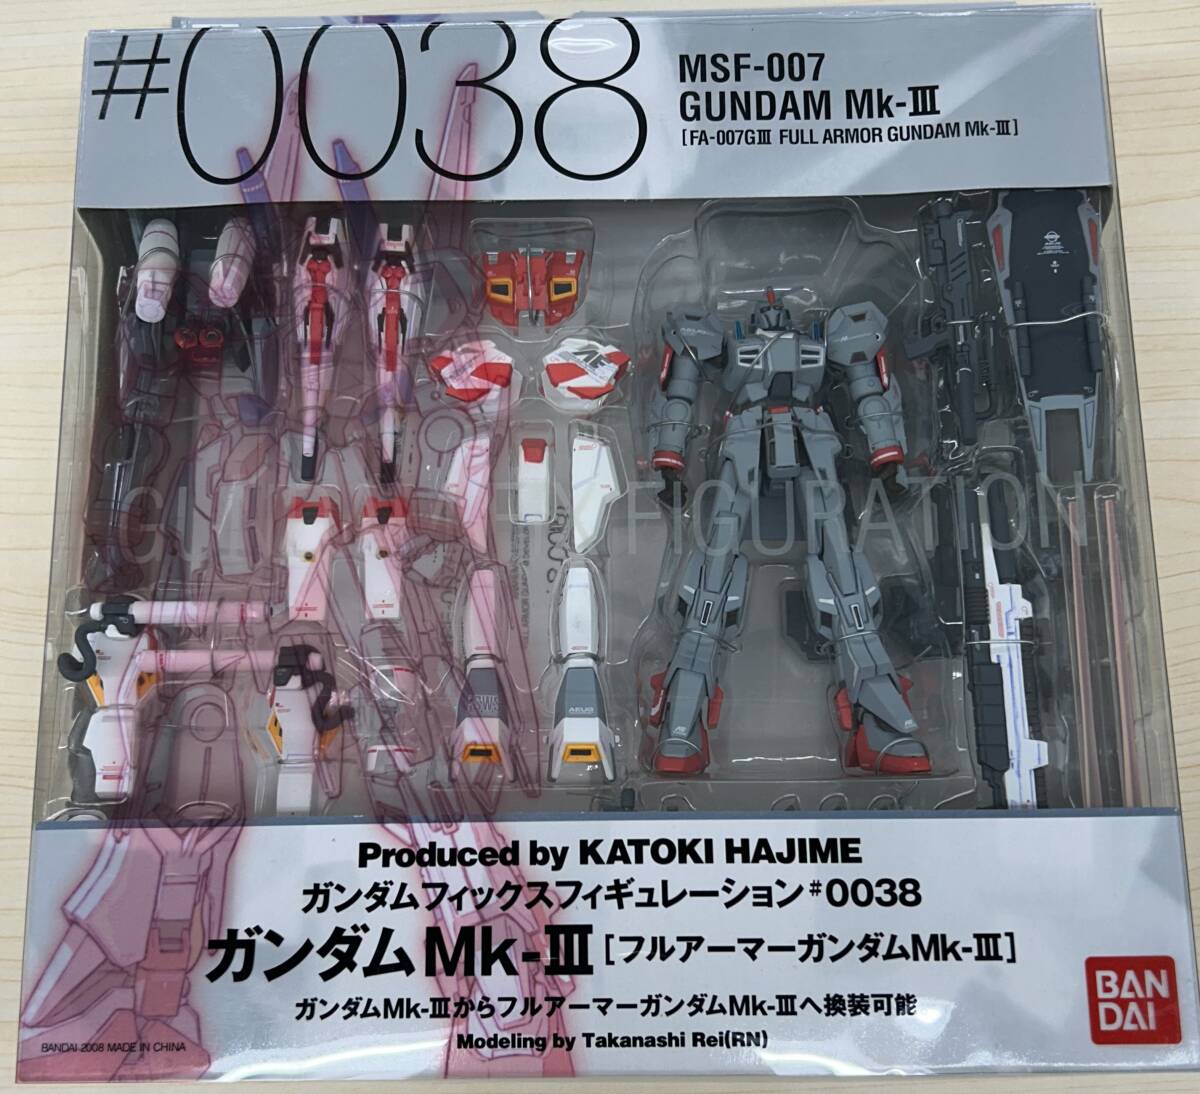 #0038
MSF-007
GUNDAM Mk-III
[FA-007GIII FULL ARMOR GUNDAM Mk-III]
AEUG
Produced by KATOKI HAJIME
ガンダムフィックスフィギュレーション#0038
ガンダムMk-III[フルアーマーガンダムMk-III]
ガンダムMk-IIIからフルアーマーガンダムMk-IIIへ換装可能
Modeling by Takanashi Rei(RN)
BANDAI 2008 MADE IN CHINA
BAN
DAI